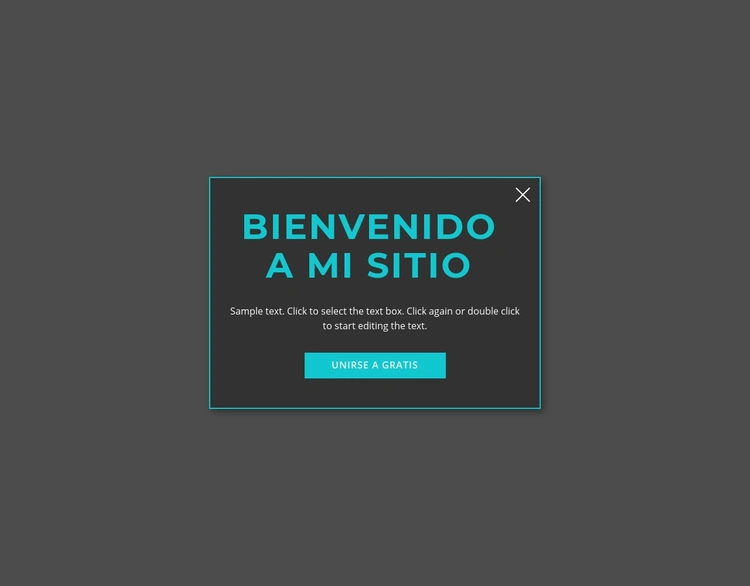 BIENVENIDO
A MI SITIO
Sample text. Click to select the text box. Click again or double click
to start editing the text.
UNIRSE A GRATIS